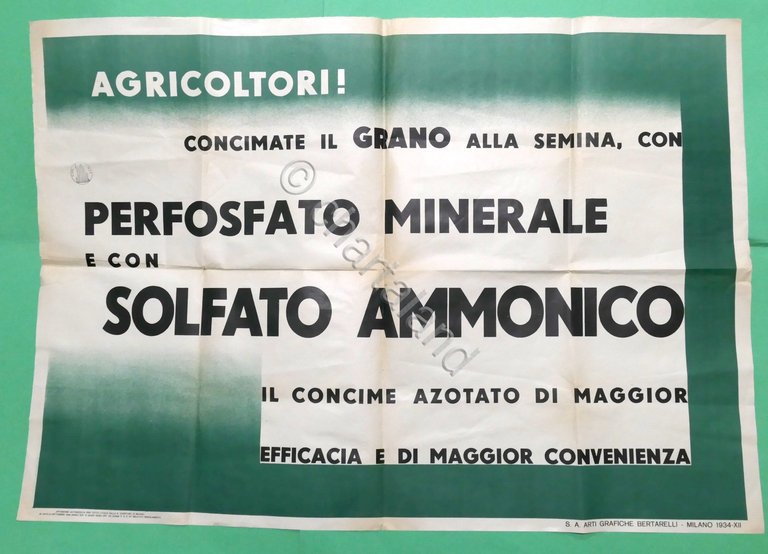 AGRICOLTORI!
CONCIMATE IL GRANO ALLA SEMINA, CON
PERFOSFATO MINERALE
E CON
SOLFATO AMMONICO
IL CONCIME AZOTATO DI MAGGIOR
EFFICACIA E DI MAGGIOR CONVENIENZA
S. A. ARTI GRAFICHE BERTARELLI - MILANO 1934-XII
© chartaland